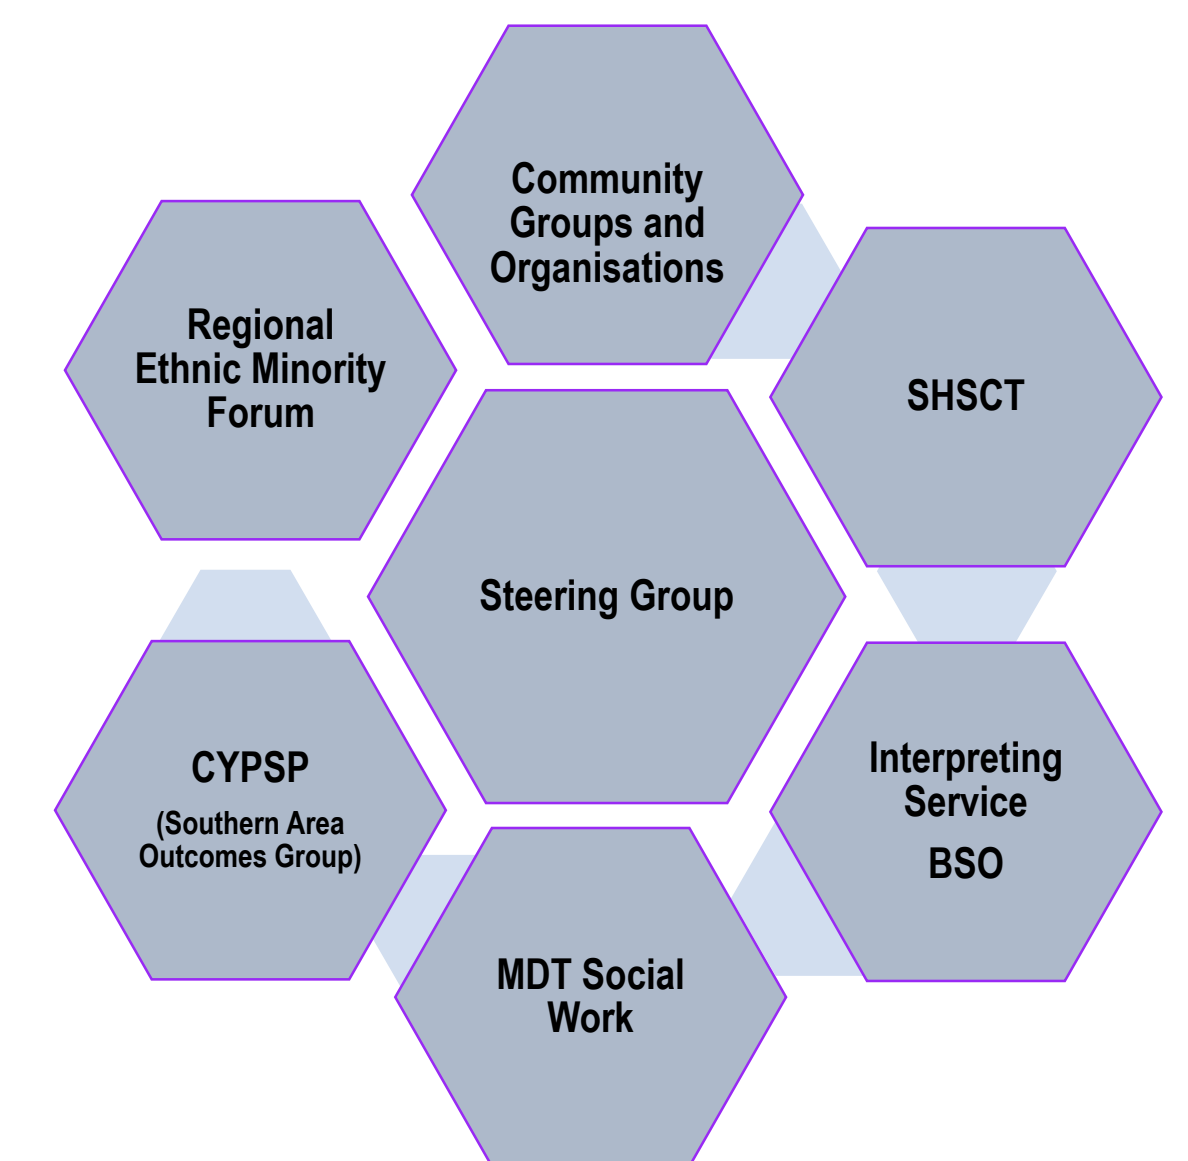 Community
Groups and
Organisations
Regional
Ethnic Minority
Forum
SHSCT
Steering Group
CYPSP
(Southern Area
Outcomes Group)
Interpreting
Service
BSO
MDT Social
Work